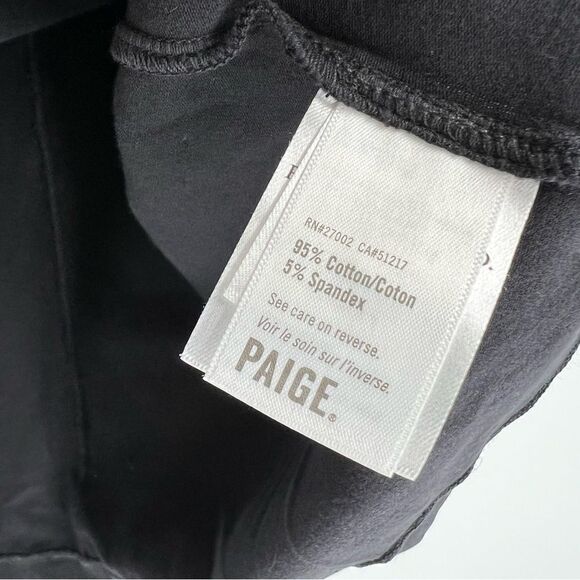 RN#27002 CA#51217
95% Cotton/Coton
5% Spandex
See care on reverse.
Voir le soin sur l'inverse.
PAIGE®